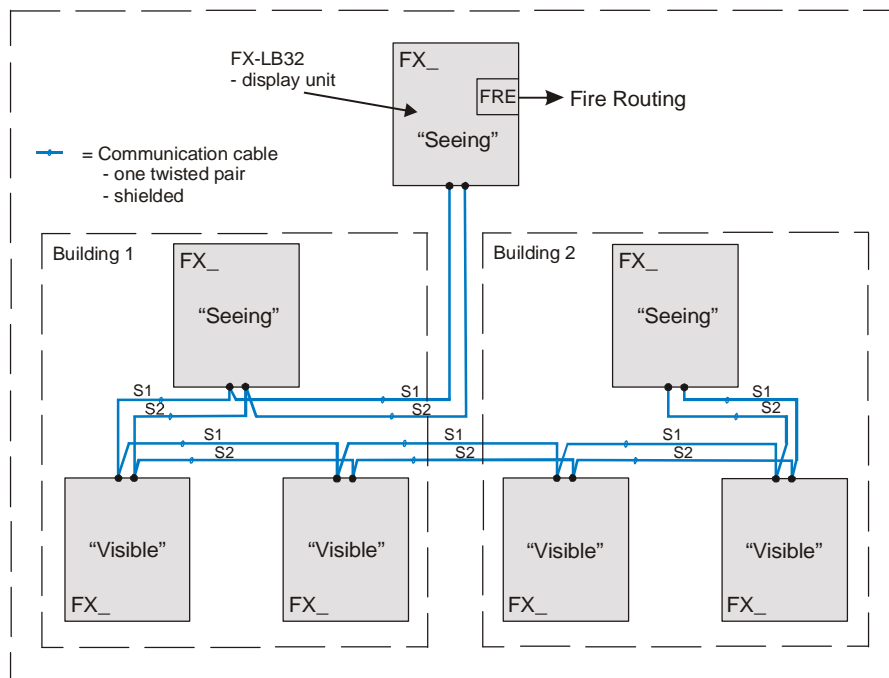 FX-LB32
- display unit
FX_
FRE
Fire Routing
“Seeing”
= Communication cable
- one twisted pair
- shielded
Building 1
FX_
“Seeing”
Building 2
FX_
“Seeing”
S1
S1
S1
S2
S2
S2
S1
S1
S1
S2
S2
S2
“Visible”
FX_
“Visible”
FX_
“Visible”
FX_
“Visible”
FX_